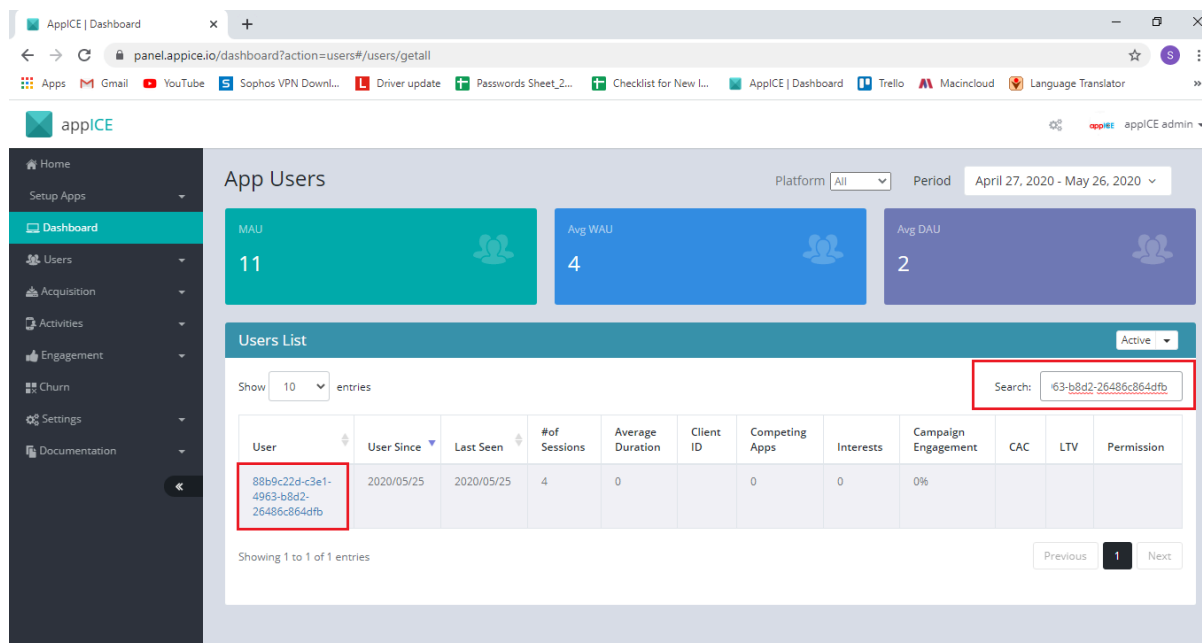 AppICE | Dashboard
panel.appice.io/dashboard?action=users#/users/getall
S
Apps Gmail YouTube Sophos VPN Downl... Driver update Passwords Sheet_2... Checklist for New I... AppICE | Dashboard Trello Macincloud Language Translator »
appICE
appICE appICE admin
Home
Setup Apps
Dashboard
Users
Acquisition
Activities
Engagement
Churn
Settings
Documentation
App Users
Platform All Period April 27, 2020 - May 26, 2020
MAU
11
Avg WAU
4
Avg DAU
2
Users List
Active
Show 10 entries
Search: 63-b8d2-26486c864dfb
User User Since Last Seen #of Sessions Average Duration Client ID Competing Apps Interests Campaign Engagement CAC LTV Permission
88b9c22d-c3e1-
4963-b8d2-
26486c864dfb
2020/05/25 2020/05/25 4 0 0 0 0%
Showing 1 to 1 of 1 entries
Previous 1 Next